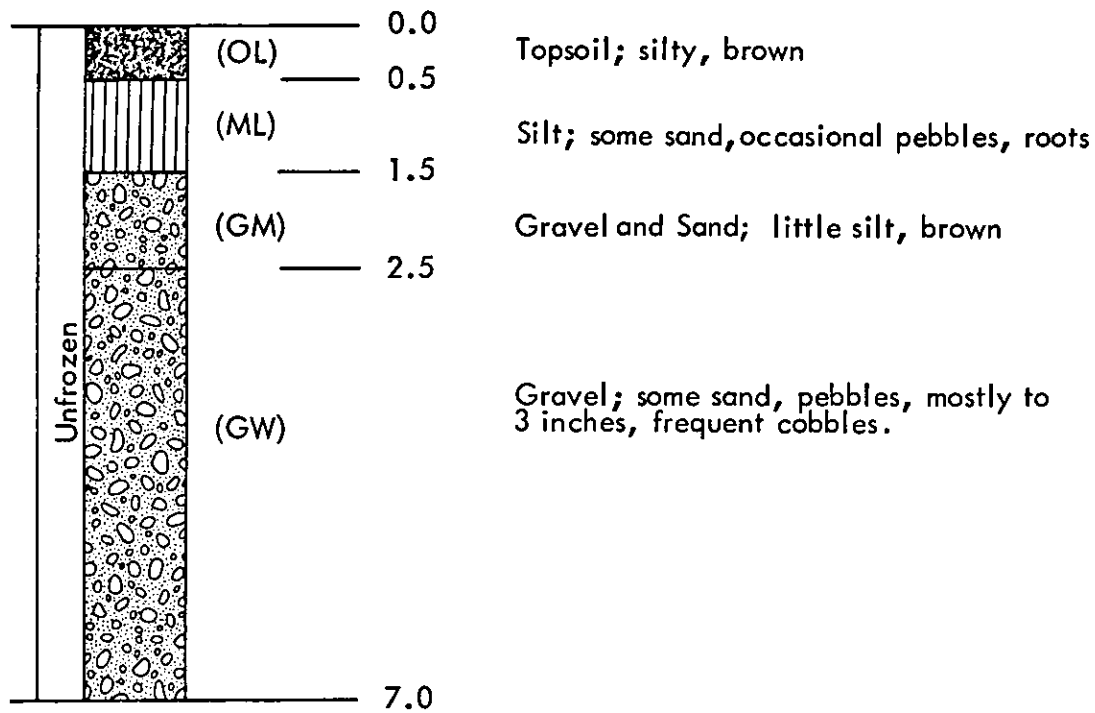 0.0
(OL)
Topsoil; silty, brown
0.5
(ML)
Silt; some sand, occasional pebbles, roots
1.5
(GM)
Gravel and Sand; little silt, brown
2.5
Unfrozen
(GW)
Gravel; some sand, pebbles, mostly to
3 inches, frequent cobbles.
7.0